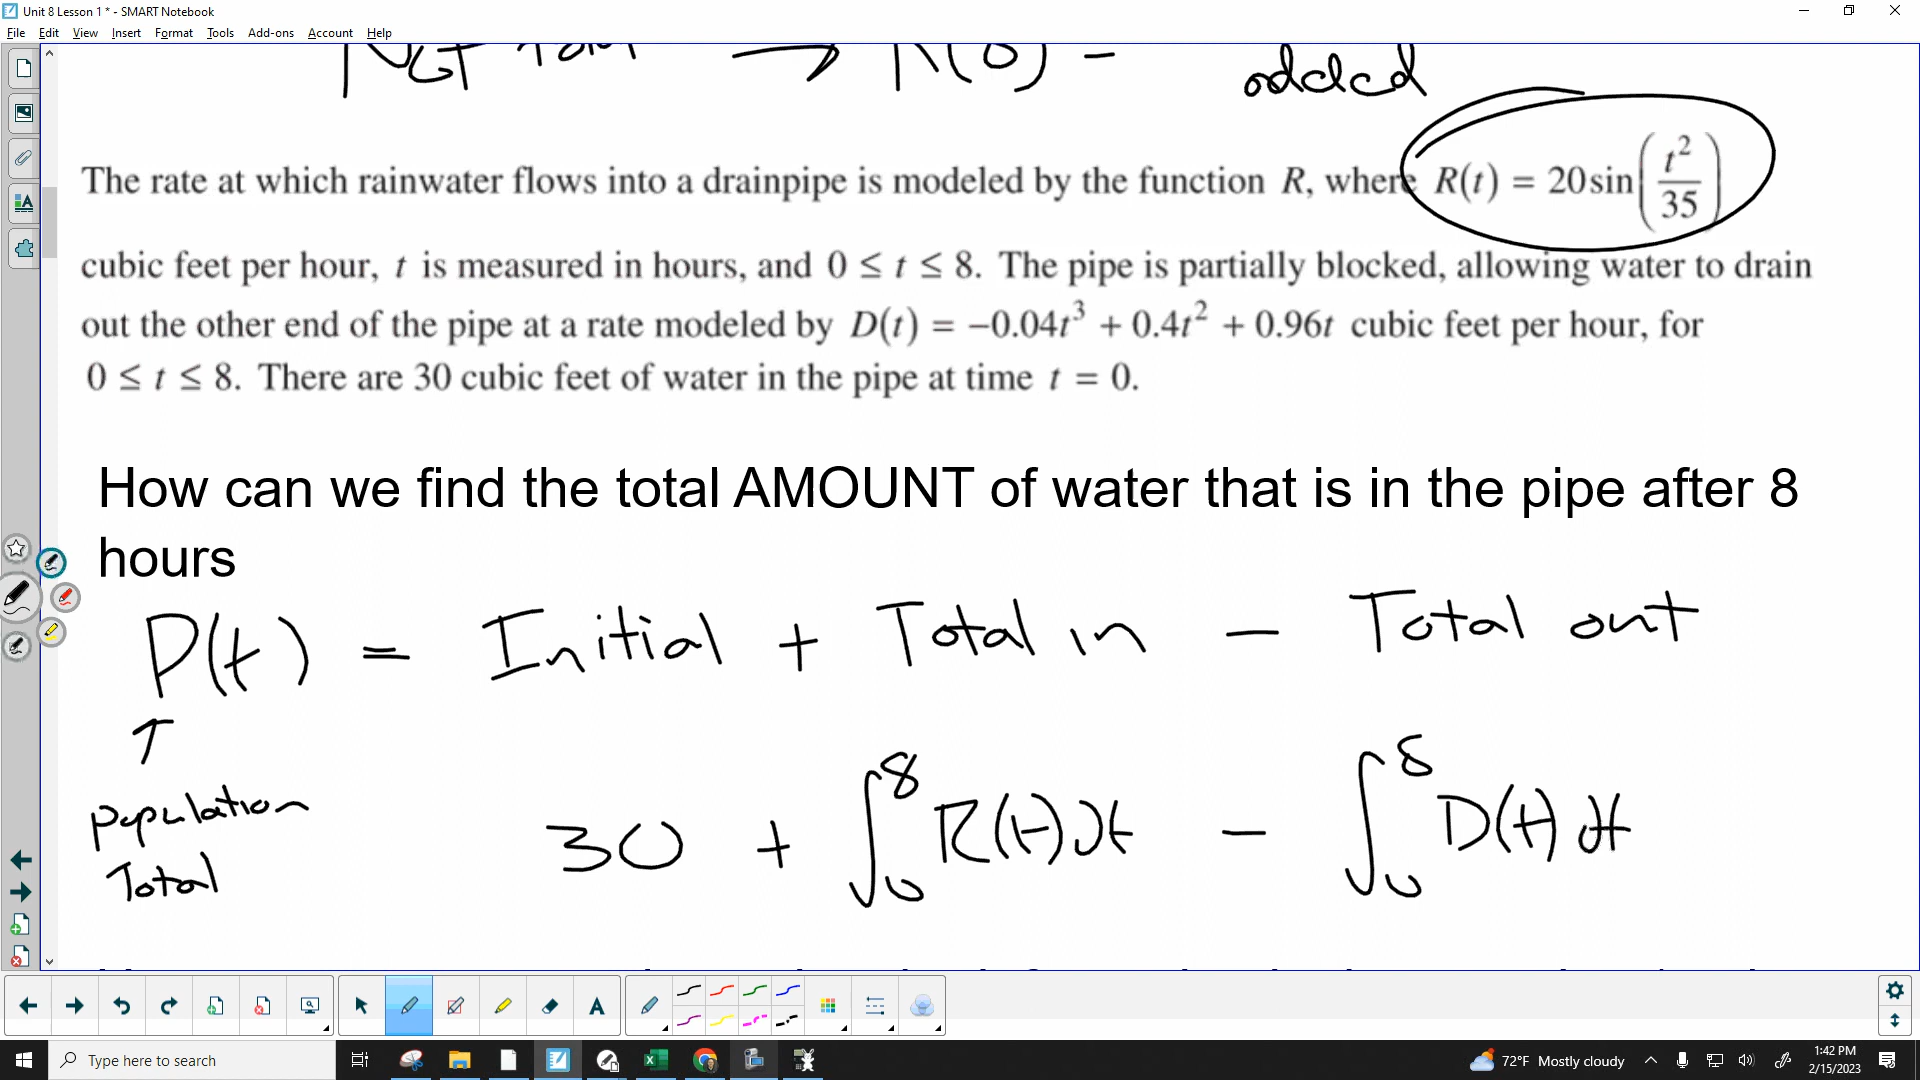 Unit 8 Lesson 1 * - SMART Notebook
File Edit View Insert Format Tools Add-ons Account Help
added
The rate at which rainwater flows into a drainpipe is modeled by the function R, where R(t) = 20 sin(t²/35)
cubic feet per hour, t is measured in hours, and 0 ≤ t ≤ 8. The pipe is partially blocked, allowing water to drain
out the other end of the pipe at a rate modeled by D(t) = −0.04t³ + 0.4t² + 0.96t cubic feet per hour, for
0 ≤ t ≤ 8. There are 30 cubic feet of water in the pipe at time t = 0.
How can we find the total AMOUNT of water that is in the pipe after 8
hours
P(t) = Initial + Total in − Total out
↑
population
Total
30 + ∫₀⁸ R(t)dt − ∫₀⁸ D(t)dt
A
Type here to search
72°F Mostly cloudy
1:42 PM
2/15/2023